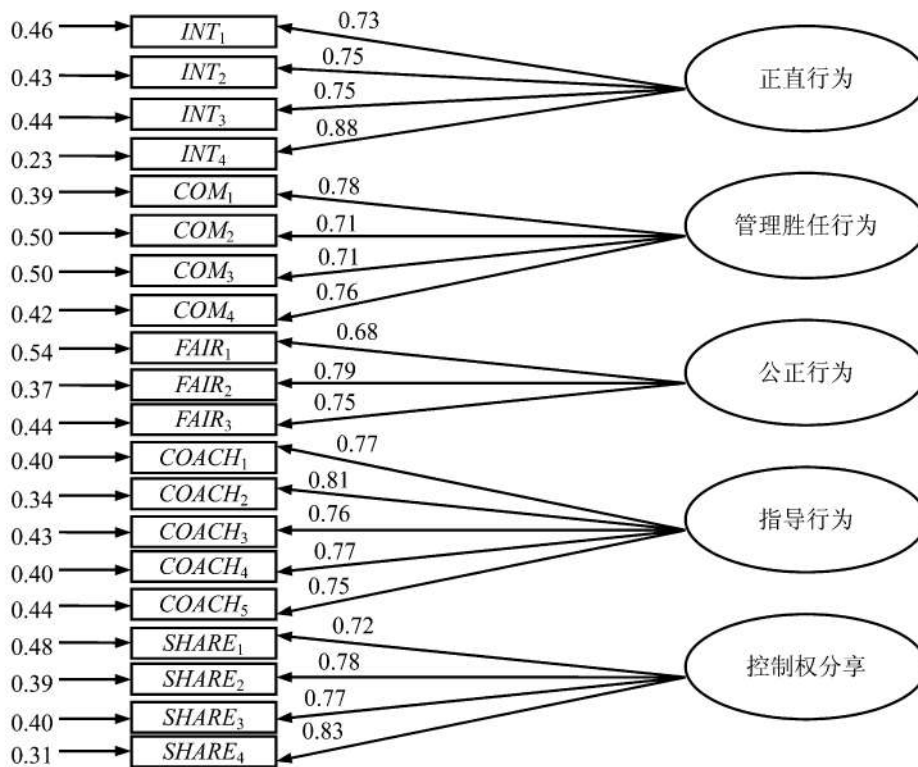 0.46 INT₁ 0.73
0.43 INT₂ 0.75 正直行为
0.44 INT₃ 0.75
0.23 INT₄ 0.88
0.39 COM₁ 0.78
0.50 COM₂ 0.71 管理胜任行为
0.50 COM₃ 0.71
0.42 COM₄ 0.76
0.54 FAIR₁ 0.68
0.37 FAIR₂ 0.79 公正行为
0.44 FAIR₃ 0.75
0.40 COACH₁ 0.77
0.34 COACH₂ 0.81
0.43 COACH₃ 0.76 指导行为
0.40 COACH₄ 0.77
0.44 COACH₅ 0.75
0.48 SHARE₁ 0.72
0.39 SHARE₂ 0.78 控制权分享
0.40 SHARE₃ 0.77
0.31 SHARE₄ 0.83